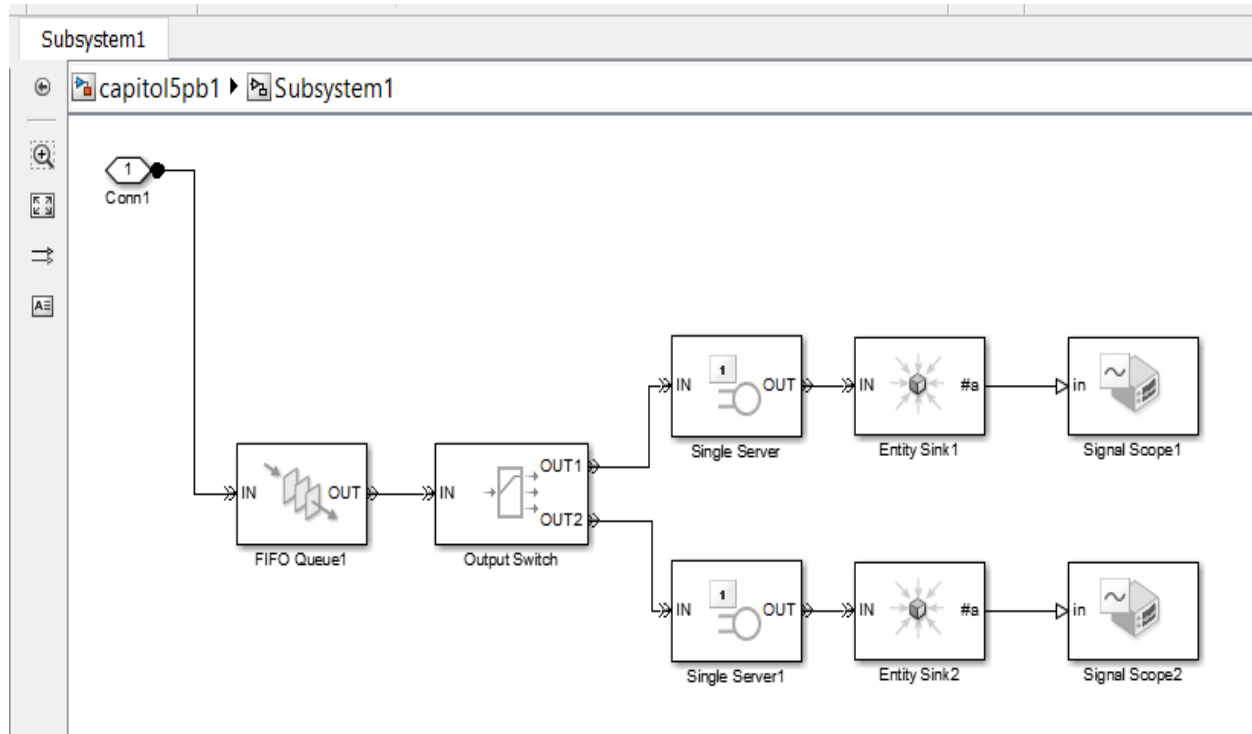 Subsystem1
capitol5pb1 Subsystem1
1
Conn1
1
IN OUT
Single Server
IN #a
Entity Sink1
in
Signal Scope1
IN OUT
FIFO Queue1
IN OUT1
OUT2
Output Switch
1
IN OUT
Single Server1
IN #a
Entity Sink2
in
Signal Scope2